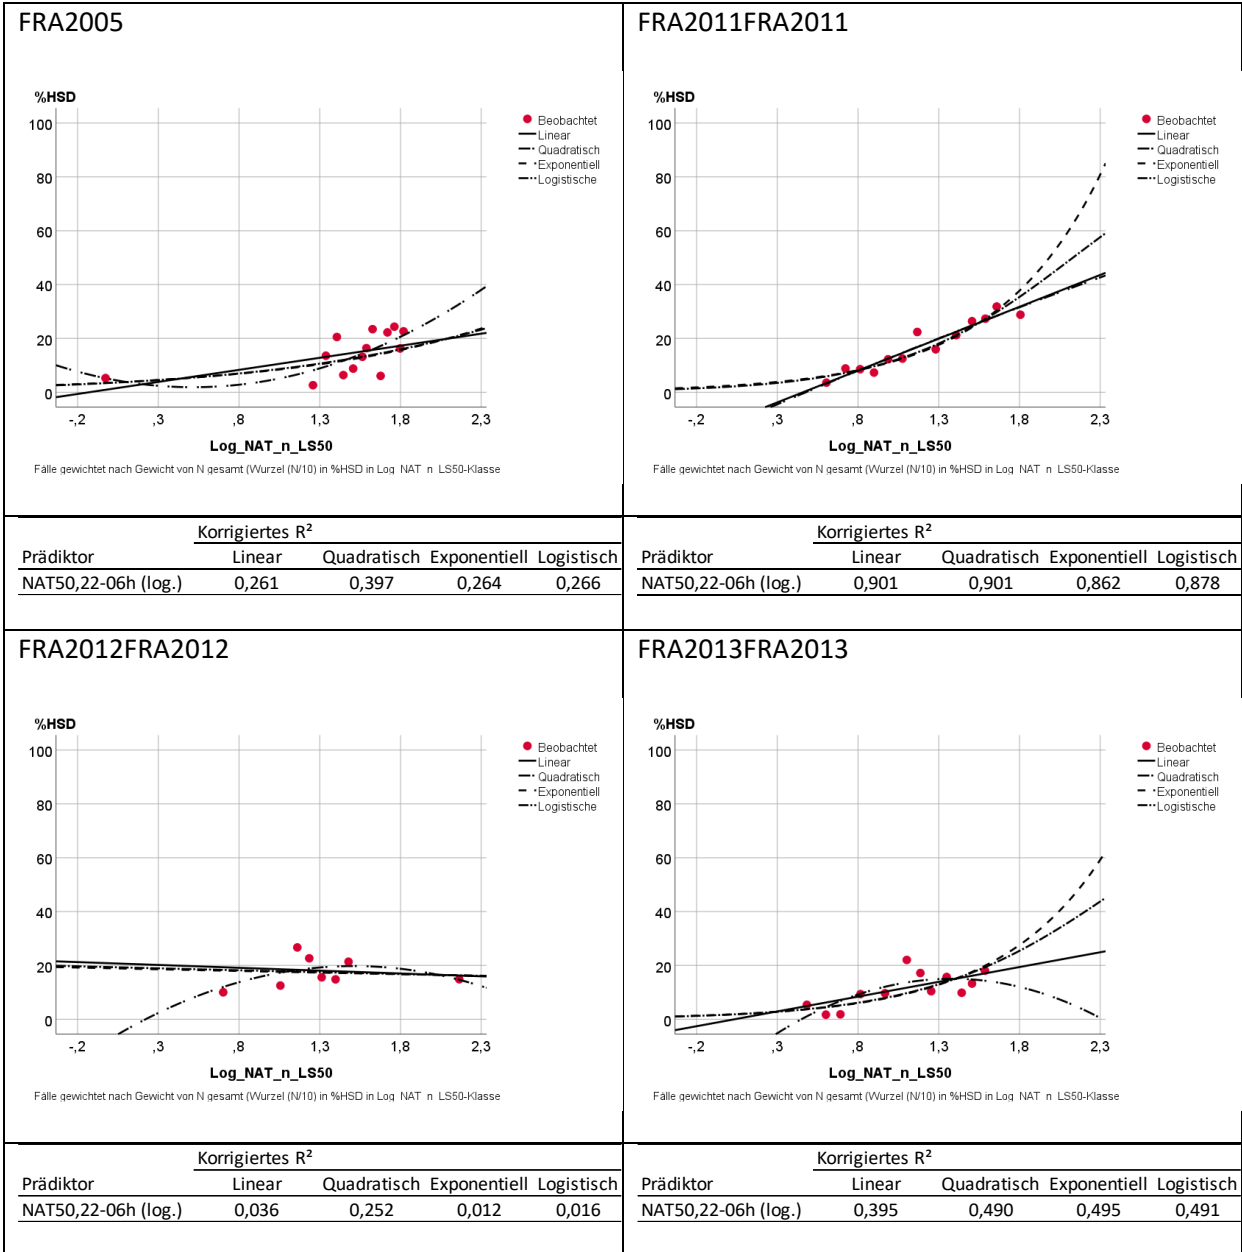 FRA2005
%HSD
100
80
60
40
20
0
-,2 ,3 ,8 1,3 1,8 2,3
Log_NAT_n_LS50
Beobachtet
Linear
Quadratisch
Exponentiell
Logistische
Fälle gewichtet nach Gewicht von N gesamt (Wurzel (N/10) in %HSD in Log_NAT_n_LS50-Klasse
Korrigiertes R²
Prädiktor Linear Quadratisch Exponentiell Logistisch
NAT50,22-06h (log.) 0,261 0,397 0,264 0,266
FRA2011FRA2011
%HSD
100
80
60
40
20
0
-,2 ,3 ,8 1,3 1,8 2,3
Log_NAT_n_LS50
Beobachtet
Linear
Quadratisch
Exponentiell
Logistische
Fälle gewichtet nach Gewicht von N gesamt (Wurzel (N/10) in %HSD in Log_NAT_n_LS50-Klasse
Korrigiertes R²
Prädiktor Linear Quadratisch Exponentiell Logistisch
NAT50,22-06h (log.) 0,901 0,901 0,862 0,878
FRA2012FRA2012
%HSD
100
80
60
40
20
0
-,2 ,3 ,8 1,3 1,8 2,3
Log_NAT_n_LS50
Beobachtet
Linear
Quadratisch
Exponentiell
Logistische
Fälle gewichtet nach Gewicht von N gesamt (Wurzel (N/10) in %HSD in Log_NAT_n_LS50-Klasse
Korrigiertes R²
Prädiktor Linear Quadratisch Exponentiell Logistisch
NAT50,22-06h (log.) 0,036 0,252 0,012 0,016
FRA2013FRA2013
%HSD
100
80
60
40
20
0
-,2 ,3 ,8 1,3 1,8 2,3
Log_NAT_n_LS50
Beobachtet
Linear
Quadratisch
Exponentiell
Logistische
Fälle gewichtet nach Gewicht von N gesamt (Wurzel (N/10) in %HSD in Log_NAT_n_LS50-Klasse
Korrigiertes R²
Prädiktor Linear Quadratisch Exponentiell Logistisch
NAT50,22-06h (log.) 0,395 0,490 0,495 0,491